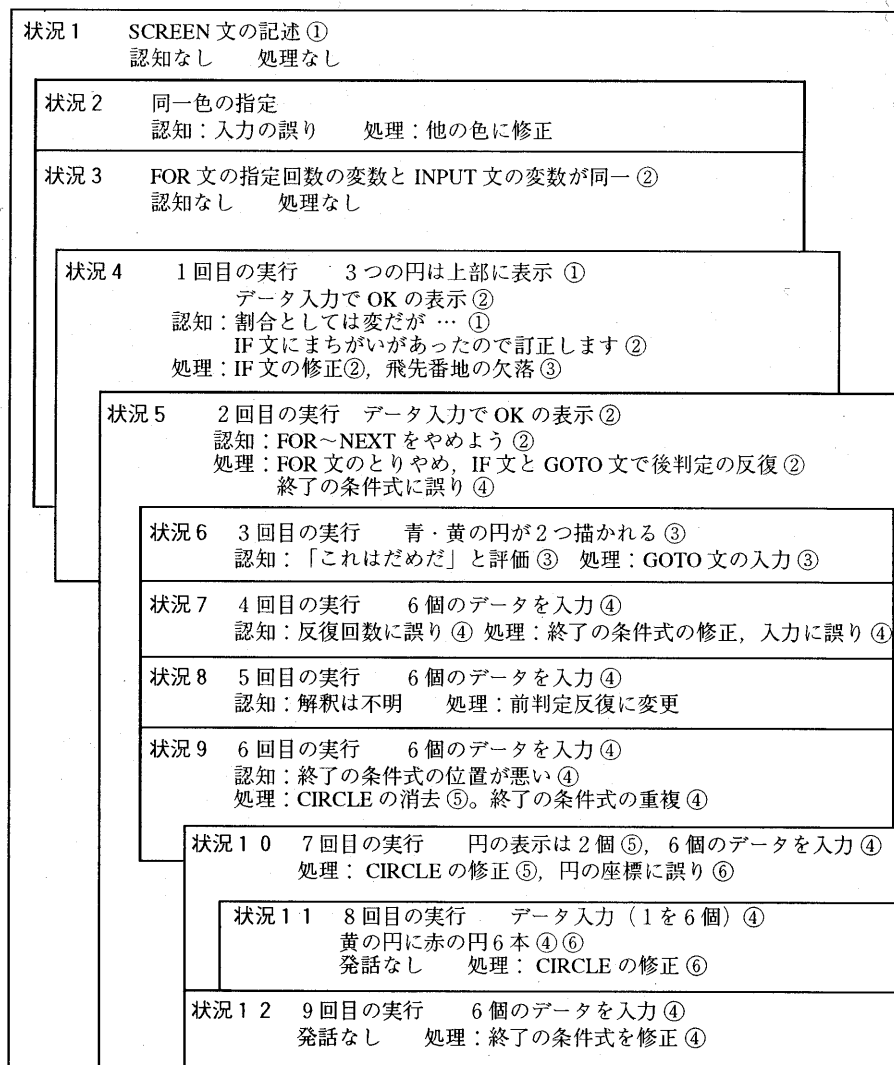 状況1 SCREEN 文の記述 ①
認知なし 処理なし
状況2 同一色の指定
認知：入力の誤り 処理：他の色に修正
状況3 FOR 文の指定回数の変数と INPUT 文の変数が同一 ②
認知なし 処理なし
状況4 1回目の実行 3つの円は上部に表示 ①
データ入力で OK の表示 ②
認知：割合としては変だが … ①
IF 文にまちがいがあったので訂正します ②
処理：IF 文の修正②，飛先番地の欠落 ③
状況5 2回目の実行 データ入力で OK の表示 ②
認知：FOR～NEXT をやめよう ②
処理：FOR 文のとりやめ，IF 文と GOTO 文で後判定の反復 ②
終了の条件式に誤り ④
状況6 3回目の実行 青・黄の円が2つ描かれる ③
認知：「これはだめだ」と評価 ③ 処理：GOTO 文の入力 ③
状況7 4回目の実行 6個のデータを入力 ④
認知：反復回数に誤り ④ 処理：終了の条件式の修正，入力に誤り ④
状況8 5回目の実行 6個のデータを入力 ④
認知：解釈は不明 処理：前判定反復に変更
状況9 6回目の実行 6個のデータを入力 ④
認知：終了の条件式の位置が悪い ④
処理：CIRCLE の消去 ⑤。終了の条件式の重複 ④
状況10 7回目の実行 円の表示は2個 ⑤，6個のデータを入力 ④
処理：CIRCLE の修正 ⑤，円の座標に誤り ⑥
状況11 8回目の実行 データ入力（1を6個）④
黄の円に赤の円6本 ④⑥
発話なし 処理：CIRCLE の修正 ⑥
状況12 9回目の実行 6個のデータを入力 ④
発話なし 処理：終了の条件式を修正 ④